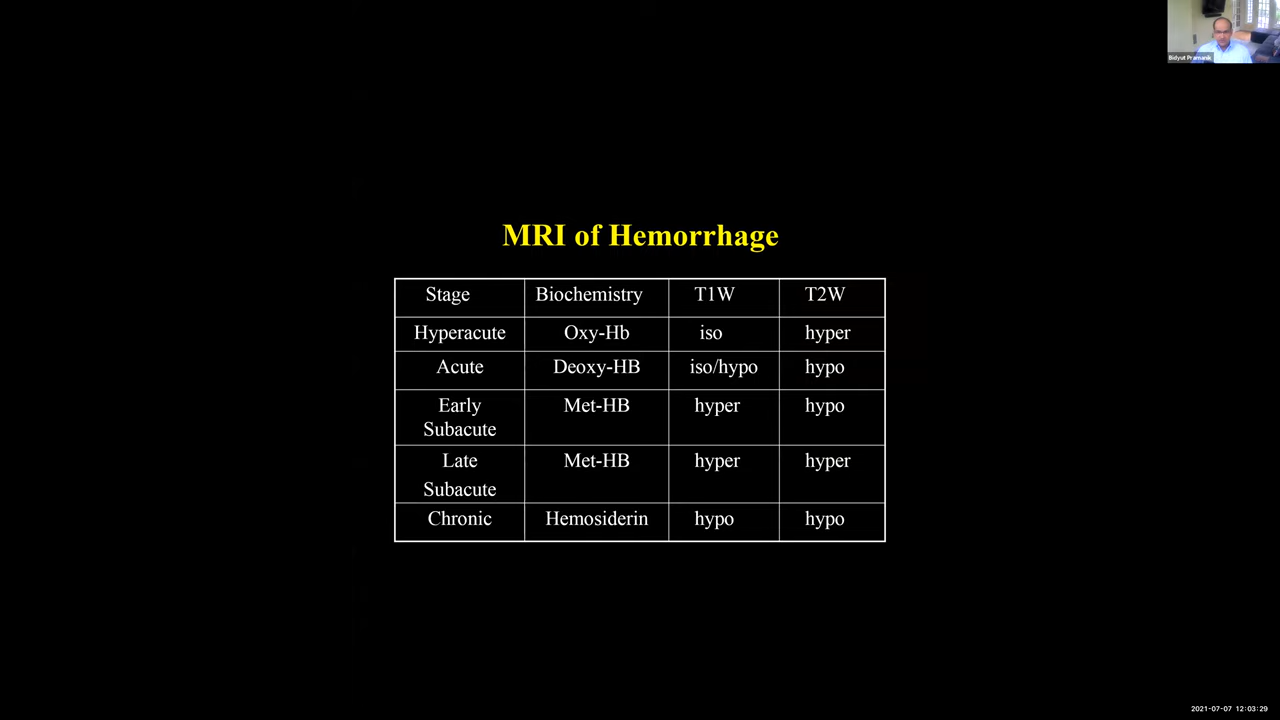 Bidyut Pramanik
MRI of Hemorrhage
Stage Biochemistry T1W T2W
Hyperacute Oxy-Hb iso hyper
Acute Deoxy-HB iso/hypo hypo
Early Subacute Met-HB hyper hypo
Late Subacute Met-HB hyper hyper
Chronic Hemosiderin hypo hypo
2021-07-07 12:03:29